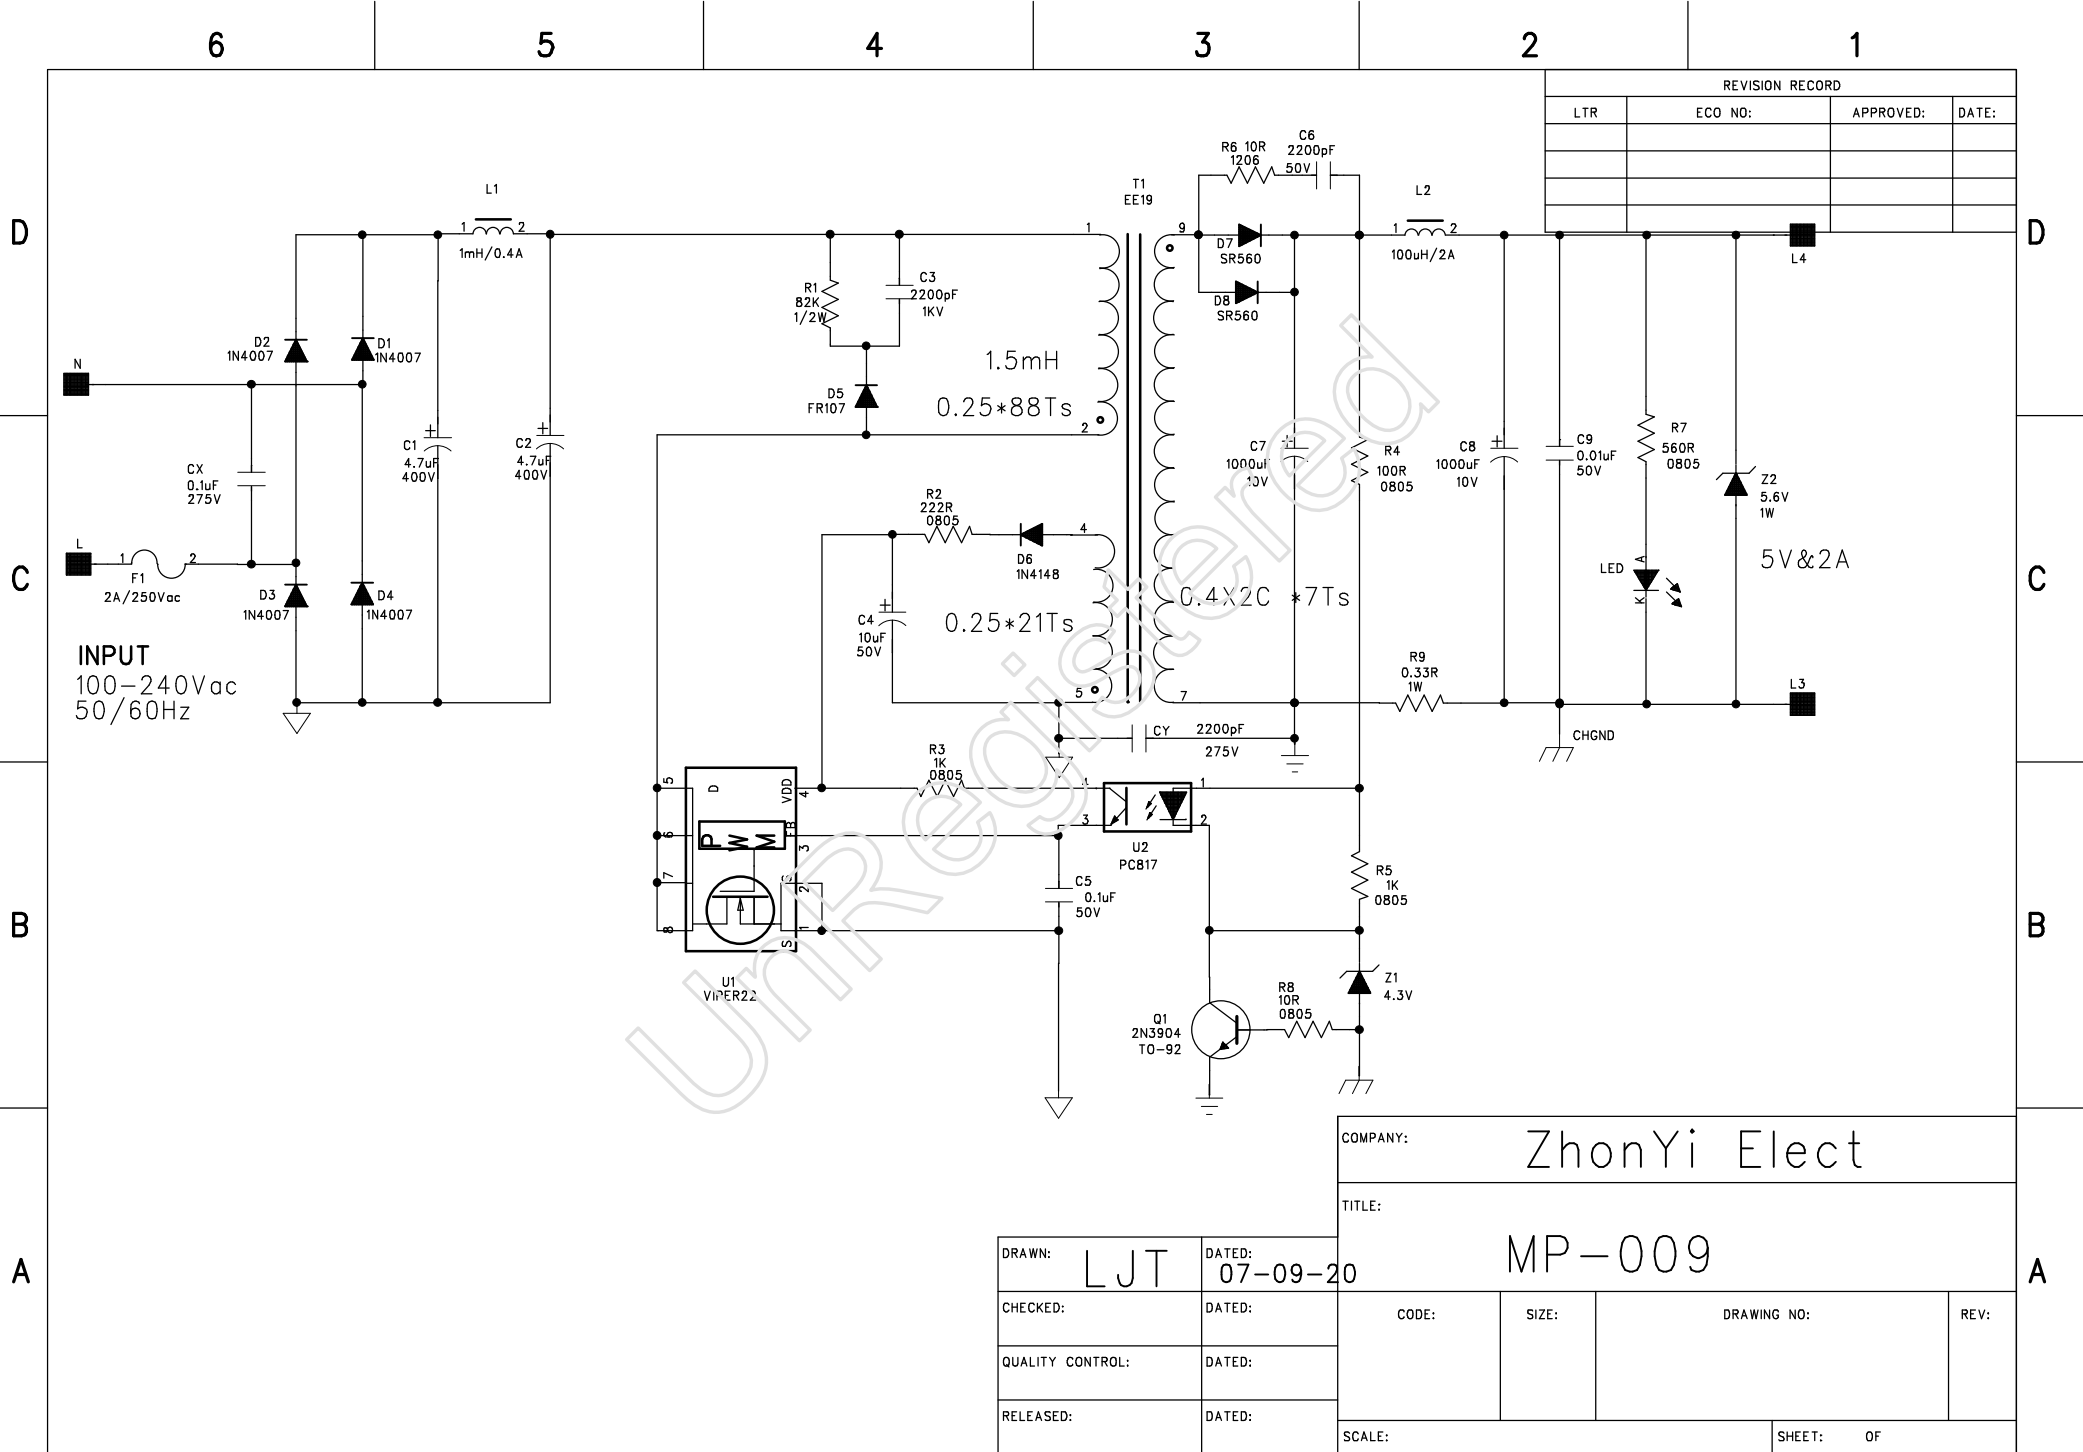 6 5 4 3 2 1
REVISION RECORD
LTR ECO NO: APPROVED: DATE:
D D
C C
B B
A A
N
L
1 2
F1
2A/250Vac
INPUT
100-240Vac
50/60Hz
CX
0.1uF
275V
D2
1N4007
D1
1N4007
D3
1N4007
D4
1N4007
L1
1 2
1mH/0.4A
C1
4.7uF
400V
C2
4.7uF
400V
R1
82K
1/2W
C3
2200pF
1KV
D5
FR107
1.5mH
0.25*88Ts
T1
EE19
1
2
4
5
9
7
R2
222R
0805
D6
1N4148
C4
10uF
50V
0.25*21Ts
0.4X2C *7Ts
R6 10R
1206
C6
2200pF
50V
D7
SR560
D8
SR560
L2
1 2
100uH/2A
L4
C7
1000uF
10V
R4
100R
0805
C8
1000uF
10V
C9
0.01uF
50V
R7
560R
0805
LED
A
K
Z2
5.6V
1W
5V&2A
R9
0.33R
1W
L3
CHGND
CY 2200pF
275V
R3
1K
0805
5
6
7
8
D
VDD
4
FB
3
S
2
S
1
PWM
U1
VIPER22
4
3
1
2
U2
PC817
C5
0.1uF
50V
R5
1K
0805
Z1
4.3V
R8
10R
0805
Q1
2N3904
TO-92
UnRegistered
COMPANY: ZhonYi Elect
TITLE:
MP-009
DRAWN: LJT DATED: 07-09-20
CHECKED: DATED:
QUALITY CONTROL: DATED:
RELEASED: DATED:
CODE: SIZE: DRAWING NO: REV:
SCALE: SHEET: OF